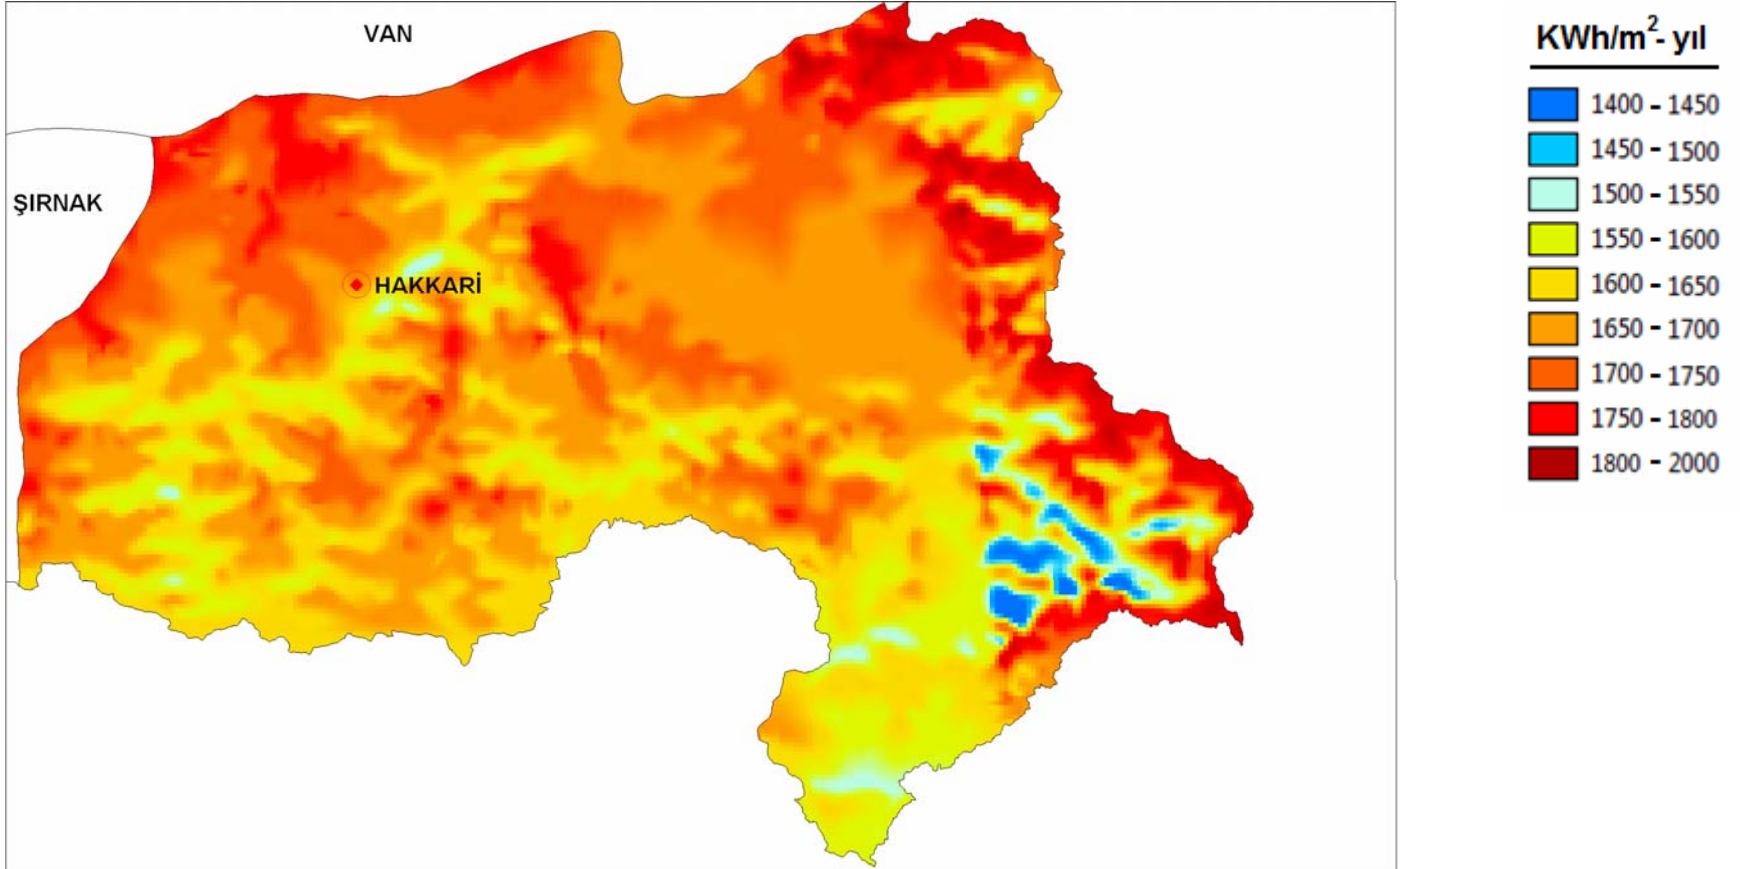 VAN
ŞIRNAK
HAKKARİ
KWh/m²- yıl
1400 - 1450
1450 - 1500
1500 - 1550
1550 - 1600
1600 - 1650
1650 - 1700
1700 - 1750
1750 - 1800
1800 - 2000